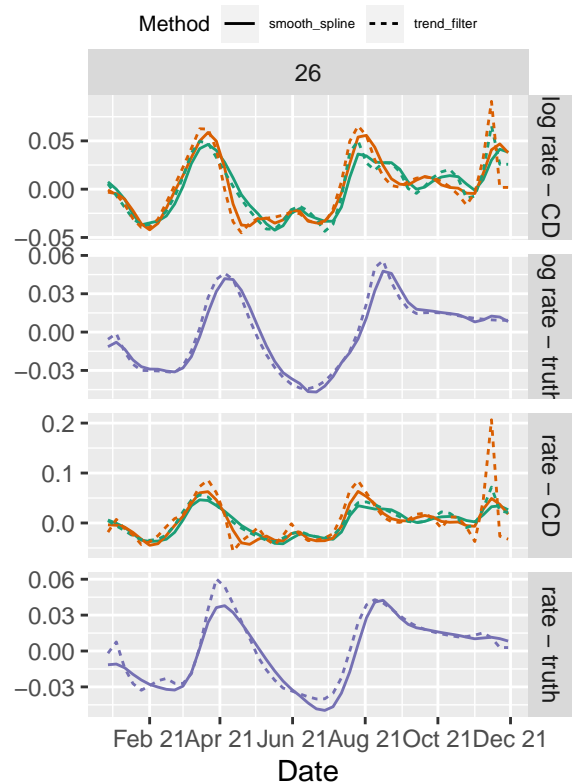 Method smooth_spline trend_filter
26
0.05
0.00
−0.05
log rate − CD
0.06
0.03
0.00
−0.03
og rate − truth
0.2
0.1
0.0
rate − CD
0.06
0.03
0.00
−0.03
rate − truth
Feb 21 Apr 21 Jun 21 Aug 21 Oct 21 Dec 21
Date